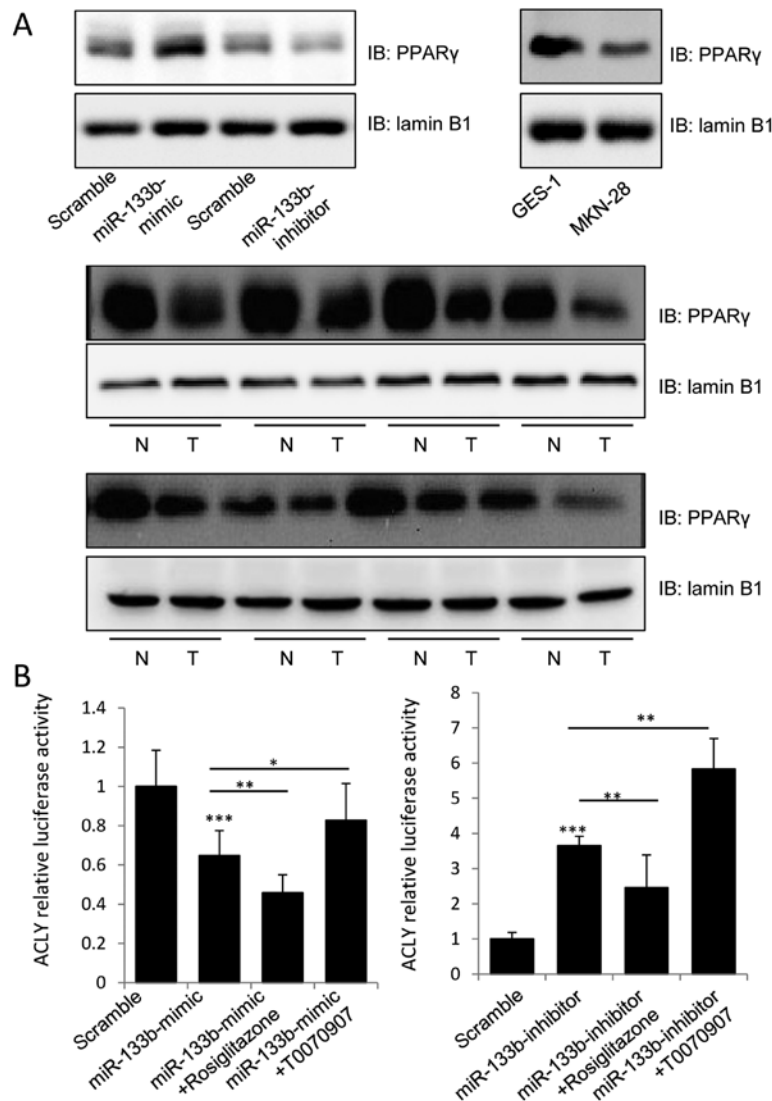 A
IB: PPARγ
IB: lamin B1
Scramble
miR-133b-
mimic
Scramble
miR-133b-
inhibitor
IB: PPARγ
IB: lamin B1
GES-1
MKN-28
IB: PPARγ
IB: lamin B1
N T N T N T N T
IB: PPARγ
IB: lamin B1
N T N T N T N T
B
ACLY relative luciferase activity
1.4
1.2
1
0.8
0.6
0.4
0.2
0
***
**
*
Scramble
miR-133b-mimic
miR-133b-mimic
+Rosiglitazone
miR-133b-mimic
+T0070907
ACLY relative luciferase activity
8
7
6
5
4
3
2
1
0
***
**
**
Scramble
miR-133b-inhibitor
miR-133b-inhibitor
+Rosiglitazone
miR-133b-inhibitor
+T0070907